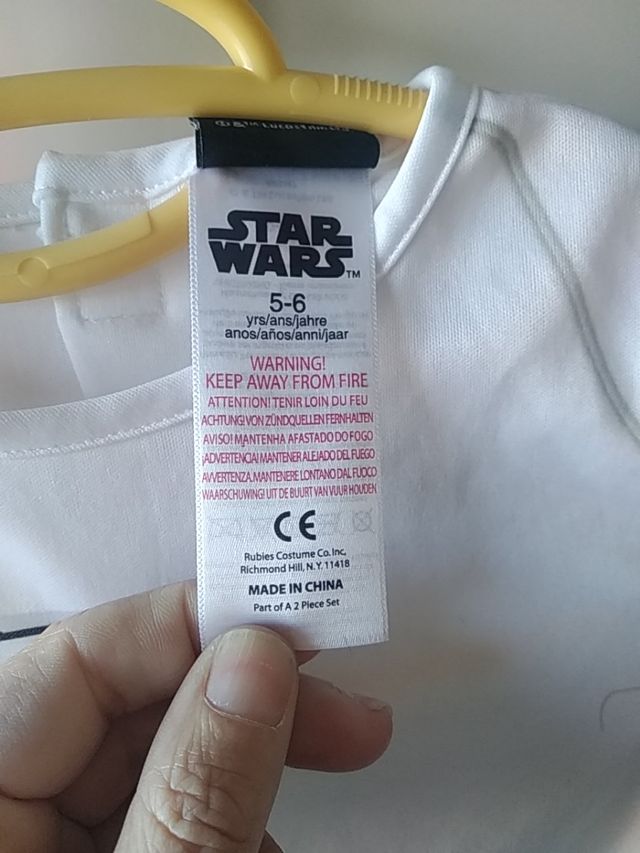 STAR
WARS™
5-6
yrs/ans/jahre
anos/años/anni/jaar
WARNING!
KEEP AWAY FROM FIRE
ATTENTION! TENIR LOIN DU FEU
ACHTUNG! VON ZÜNDQUELLEN FERNHALTEN
AVISO! MANTENHA AFASTADO DO FOGO
¡ADVERTENCIA! MANTENER ALEJADO DEL FUEGO
AVVERTENZA. MANTENERE LONTANO DAL FUOCO
WAARSCHUWING! UIT DE BUURT VAN VUUR HOUDEN
CE
Rubies Costume Co. Inc,
Richmond Hill, N.Y. 11418
MADE IN CHINA
Part of A 2 Piece Set